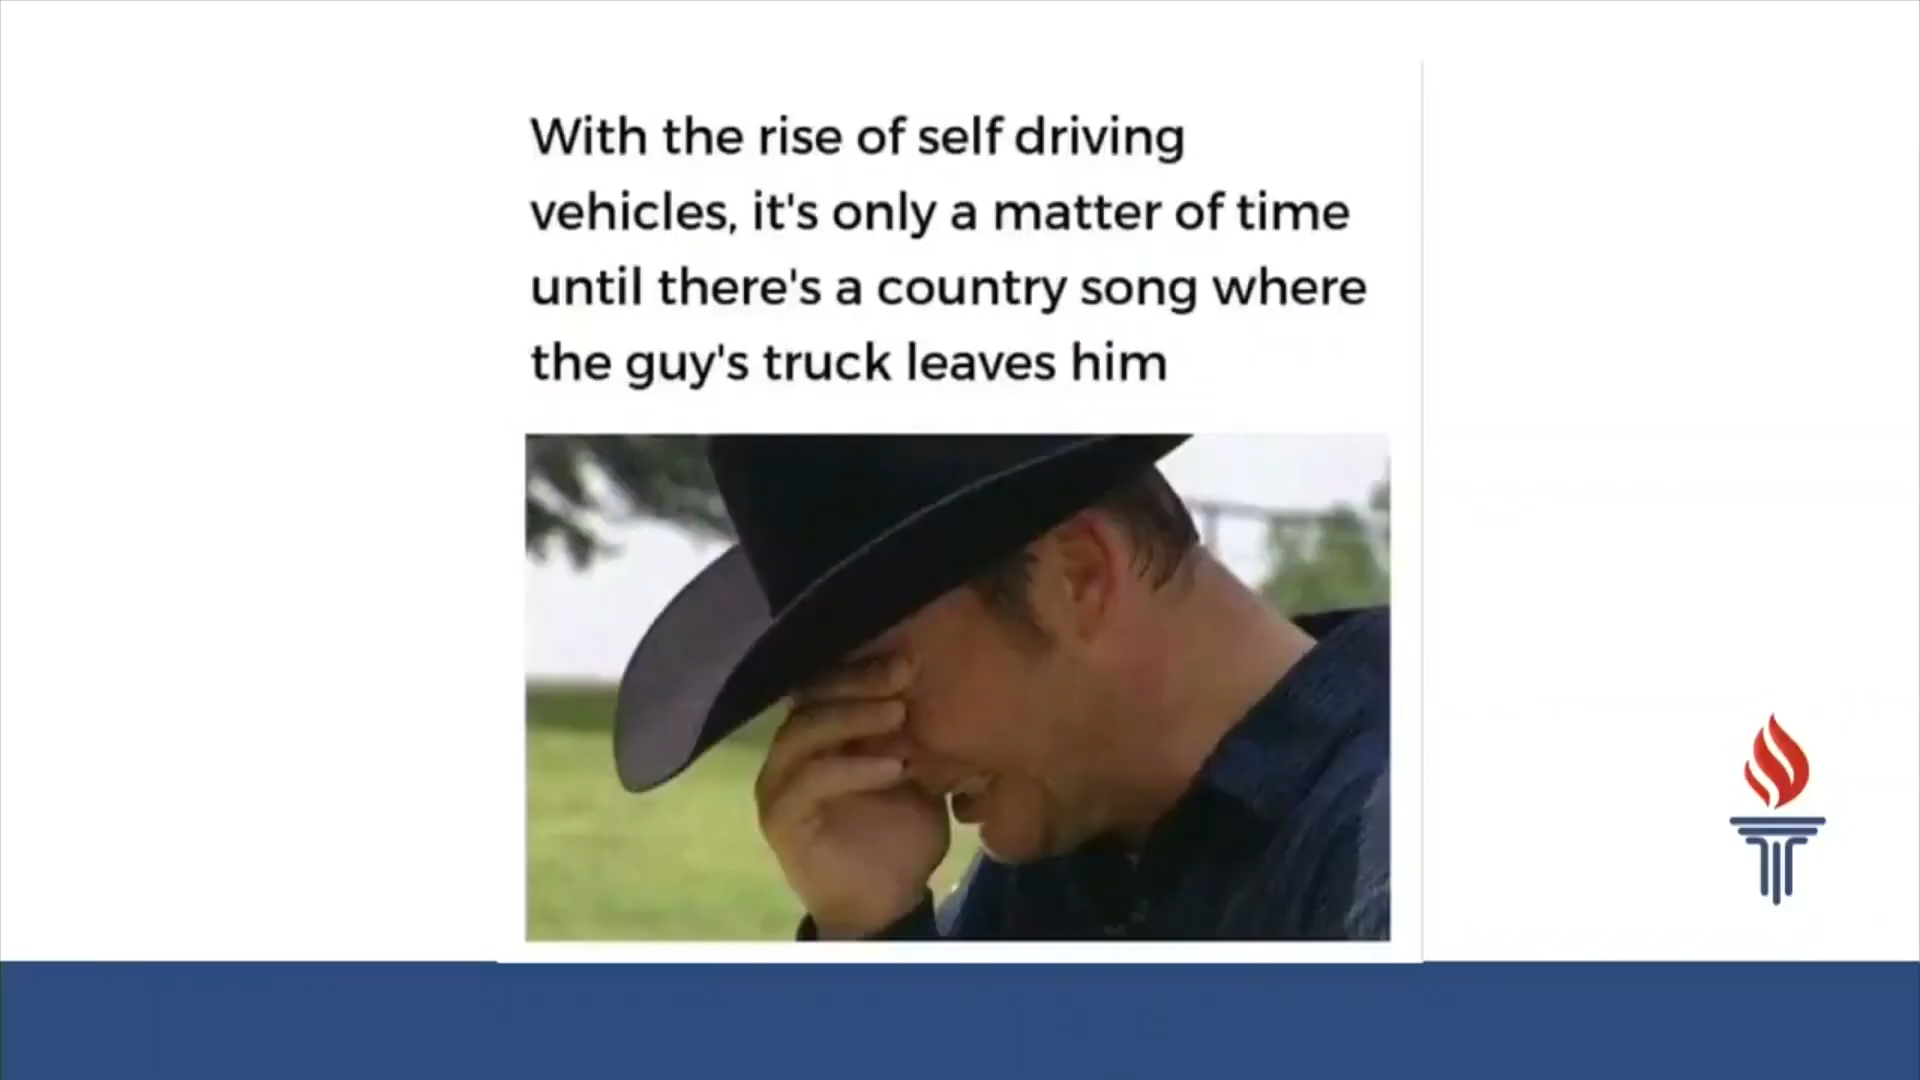 With the rise of self driving
vehicles, it's only a matter of time
until there's a country song where
the guy's truck leaves him